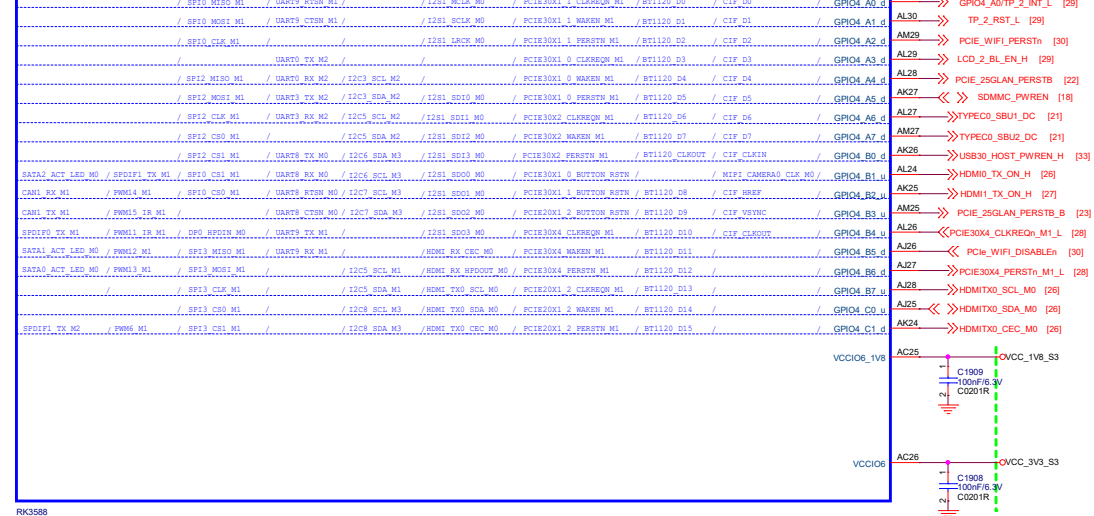 / SPI0_MISO_M1 / UART9_RTSN_M1 / / I2S1_MCLK_M0 / PCIE30X1_1_CLKREQN_M1 / BT1120_D0 / CIF_D0 / GPIO4_A0_d GPIO4_A0/TP_2_INT_L [29]
/ SPI0_MOSI_M1 / UART9_CTSN_M1 / / I2S1_SCLK_M0 / PCIE30X1_1_WAKEN_M1 / BT1120_D1 / CIF_D1 / GPIO4_A1_d AL30 TP_2_RST_L [29]
/ SPI0_CLK_M1 / / I2S1_LRCK_M0 / PCIE30X1_1_PERSTN_M1 / BT1120_D2 / CIF_D2 / GPIO4_A2_d AM29 PCIE_WIFI_PERSTn [30]
UART0_TX_M2 / PCIE30X1_0_CLKREQN_M1 / BT1120_D3 / CIF_D3 / GPIO4_A3_d AL29 LCD_2_BL_EN_H [29]
/ SPI2_MISO_M1 / UART0_RX_M2 / I2C3_SCL_M2 / PCIE30X1_0_WAKEN_M1 / BT1120_D4 / CIF_D4 / GPIO4_A4_d AL28 PCIE_25GLAN_PERSTB [22]
/ SPI2_MOSI_M1 / UART3_TX_M2 / I2C3_SDA_M2 / I2S1_SDI0_M0 / PCIE30X1_0_PERSTN_M1 / BT1120_D5 / CIF_D5 / GPIO4_A5_d AK27 SDMMC_PWREN [18]
/ SPI2_CLK_M1 / UART3_RX_M2 / I2C5_SCL_M2 / I2S1_SDI1_M0 / PCIE30X2_CLKREQN_M1 / BT1120_D6 / CIF_D6 / GPIO4_A6_d AL27 TYPEC0_SBU1_DC [21]
/ SPI2_CS0_M1 / / I2C5_SDA_M2 / I2S1_SDI2_M0 / PCIE30X2_WAKEN_M1 / BT1120_D7 / CIF_D7 / GPIO4_A7_d AM27 TYPEC0_SBU2_DC [21]
/ SPI2_CS1_M1 / UART8_TX_M0 / I2C6_SDA_M3 / I2S1_SDI3_M0 / PCIE30X2_PERSTN_M1 / BT1120_CLKOUT / CIF_CLKIN / GPIO4_B0_d AK26 USB30_HOST_PWREN_H [33]
SATA2_ACT_LED_M0 / SPDIF1_TX_M1 / SPI0_CS1_M1 / UART8_RX_M0 / I2C6_SCL_M3 / I2S1_SDO0_M0 / PCIE30X1_0_BUTTON_RSTN / / MIPI_CAMERA0_CLK_M0 / GPIO4_B1_u AL24 HDMI0_TX_ON_H [26]
CAN1_RX_M1 / PWM14_M1 / SPI0_CS0_M1 / UART8_RTSN_M0 / I2C7_SCL_M3 / I2S1_SDO1_M0 / PCIE30X1_1_BUTTON_RSTN / BT1120_D8 / CIF_HREF / GPIO4_B2_u AK25 HDMI1_TX_ON_H [27]
CAN1_TX_M1 / PWM15_IR_M1 / / UART8_CTSN_M0 / I2C7_SDA_M3 / I2S1_SDO2_M0 / PCIE20X1_2_BUTTON_RSTN / BT1120_D9 / CIF_VSYNC / GPIO4_B3_u AM25 PCIE_25GLAN_PERSTB_B [23]
SPDIF0_TX_M1 / PWM11_IR_M1 / DP0_HPDIN_M0 / UART9_TX_M1 / / I2S1_SDO3_M0 / PCIE30X4_CLKREQN_M1 / BT1120_D10 / CIF_CLKOUT / GPIO4_B4_u AL26 PCIE30X4_CLKREQn_M1_L [28]
SATA1_ACT_LED_M0 / PWM12_M1 / SPI3_MISO_M1 / UART9_RX_M1 / /HDMI_RX_CEC_M0 / PCIE30X4_WAKEN_M1 / BT1120_D11 / / GPIO4_B5_d AJ26 PCIe_WIFI_DISABLEn [30]
SATA0_ACT_LED_M0 / PWM13_M1 / SPI3_MOSI_M1 / / I2C5_SCL_M1 /HDMI_RX_HPDOUT_M0 / PCIE30X4_PERSTN_M1 / BT1120_D12 / / GPIO4_B6_d AJ27 PCIE30X4_PERSTn_M1_L [28]
/ / SPI3_CLK_M1 / / I2C5_SDA_M1 /HDMI_TX0_SCL_M0 / PCIE20X1_2_CLKREQN_M1 / BT1120_D13 / / GPIO4_B7_u AJ28 HDMITX0_SCL_M0 [26]
/ SPI3_CS0_M1 / / I2C8_SCL_M3 /HDMI_TX0_SDA_M0 / PCIE20X1_2_WAKEN_M1 / BT1120_D14 / / GPIO4_C0_u AJ25 HDMITX0_SDA_M0 [26]
SPDIF1_TX_M2 / PWM6_M1 / SPI3_CS1_M1 / / I2C8_SDA_M3 /HDMI_TX0_CEC_M0 / PCIE20X1_2_PERSTN_M1 / BT1120_D15 / / GPIO4_C1_d AK24 HDMITX0_CEC_M0 [26]
VCCIO6_1V8 AC25 VCC_1V8_S3
1
C1909
100nF/6.3V
2 C0201R
VCCIO6 AC26 VCC_3V3_S3
1
C1908
100nF/6.3V
2 C0201R
RK3588